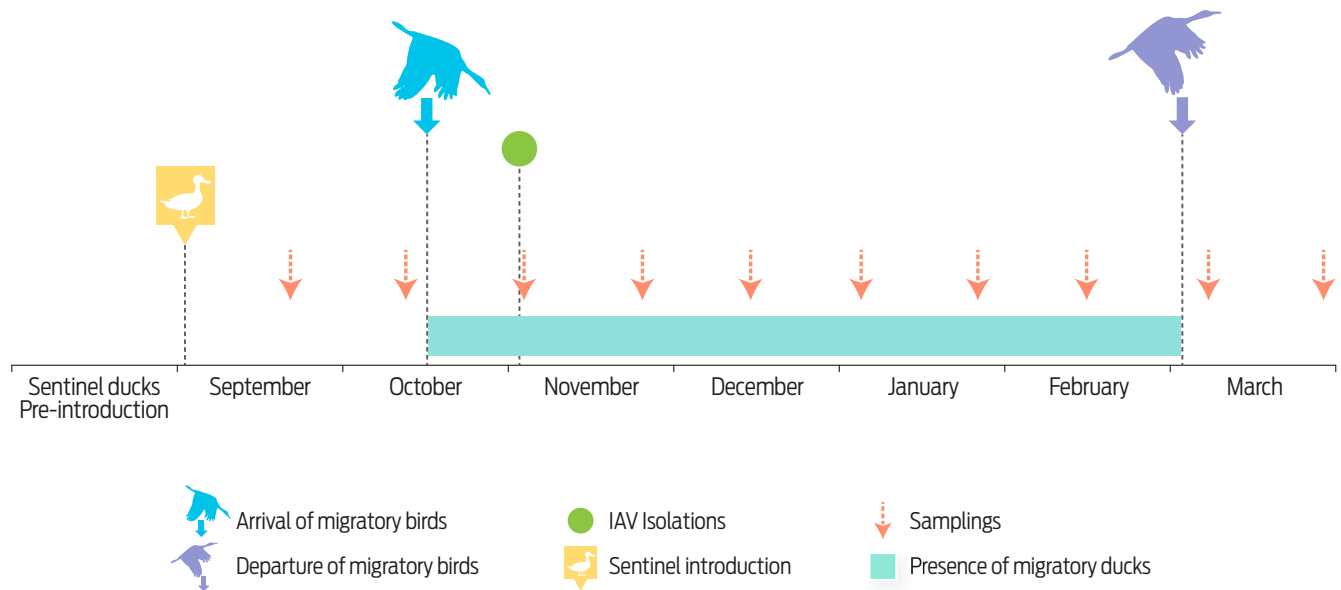 Sentinel ducks
Pre-introduction
September
October
November
December
January
February
March
Arrival of migratory birds
IAV Isolations
Samplings
Departure of migratory birds
Sentinel introduction
Presence of migratory ducks